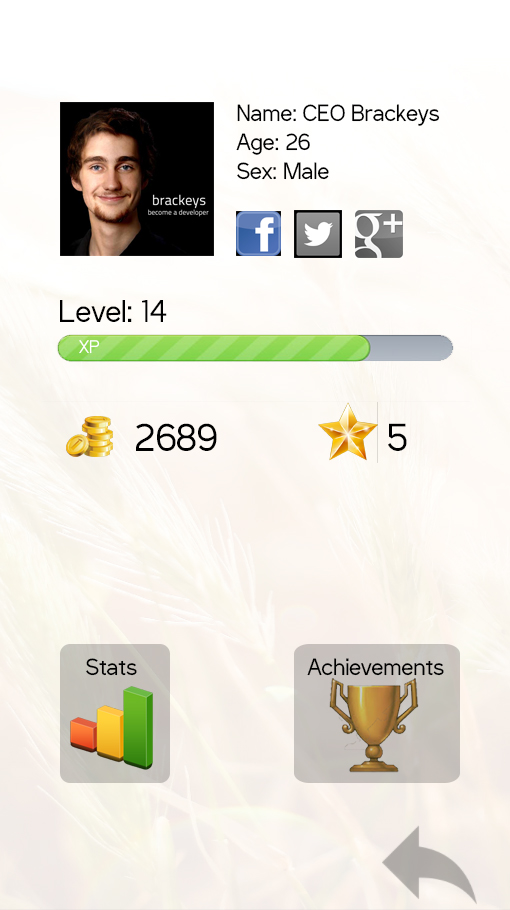 brackeys
become a developer
Name: CEO Brackeys
Age: 26
Sex: Male
f
g+
Level: 14
XP
2689
5
Stats
Achievements